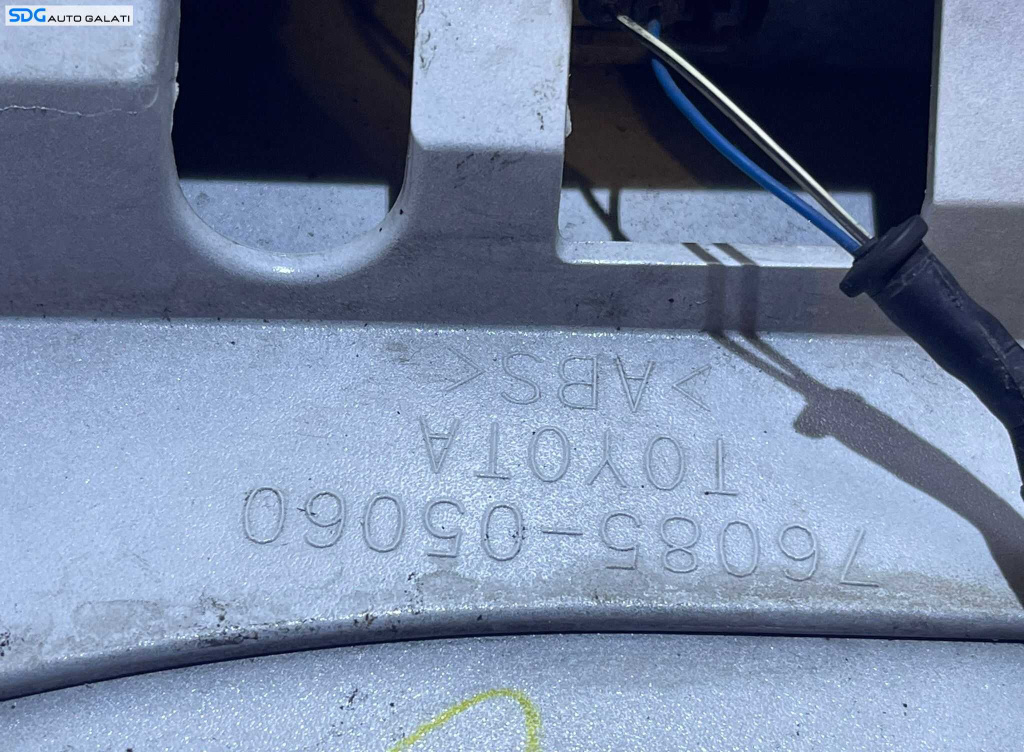 SDG AUTO GALATI
76085-05060
TOYOTA
>ABS<